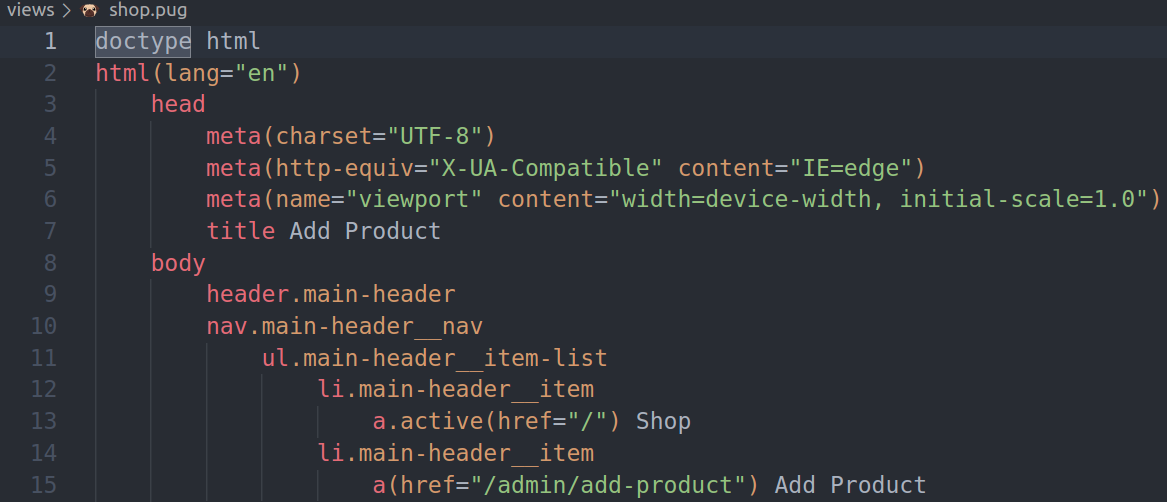 views > shop.pug
1 doctype html
2 html(lang="en")
3 head
4 meta(charset="UTF-8")
5 meta(http-equiv="X-UA-Compatible" content="IE=edge")
6 meta(name="viewport" content="width=device-width, initial-scale=1.0")
7 title Add Product
8 body
9 header.main-header
10 nav.main-header__nav
11 ul.main-header__item-list
12 li.main-header__item
13 a.active(href="/") Shop
14 li.main-header__item
15 a(href="/admin/add-product") Add Product